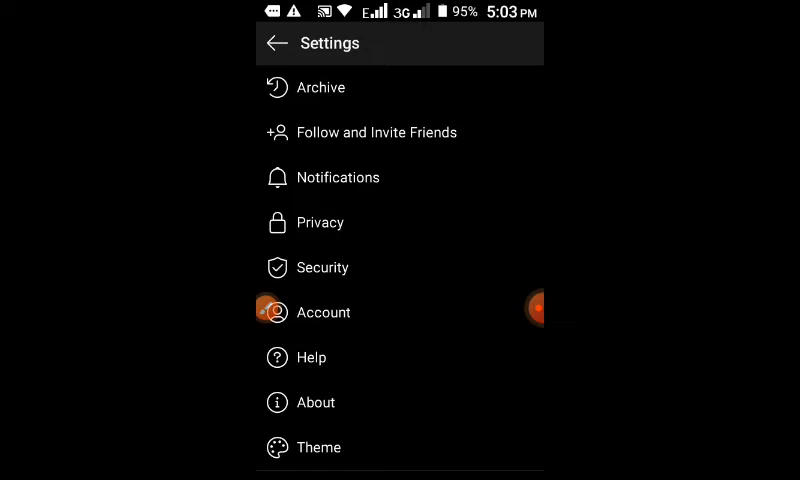 E 3G 95% 5:03 PM
Settings
Archive
Follow and Invite Friends
Notifications
Privacy
Security
Account
Help
About
Theme